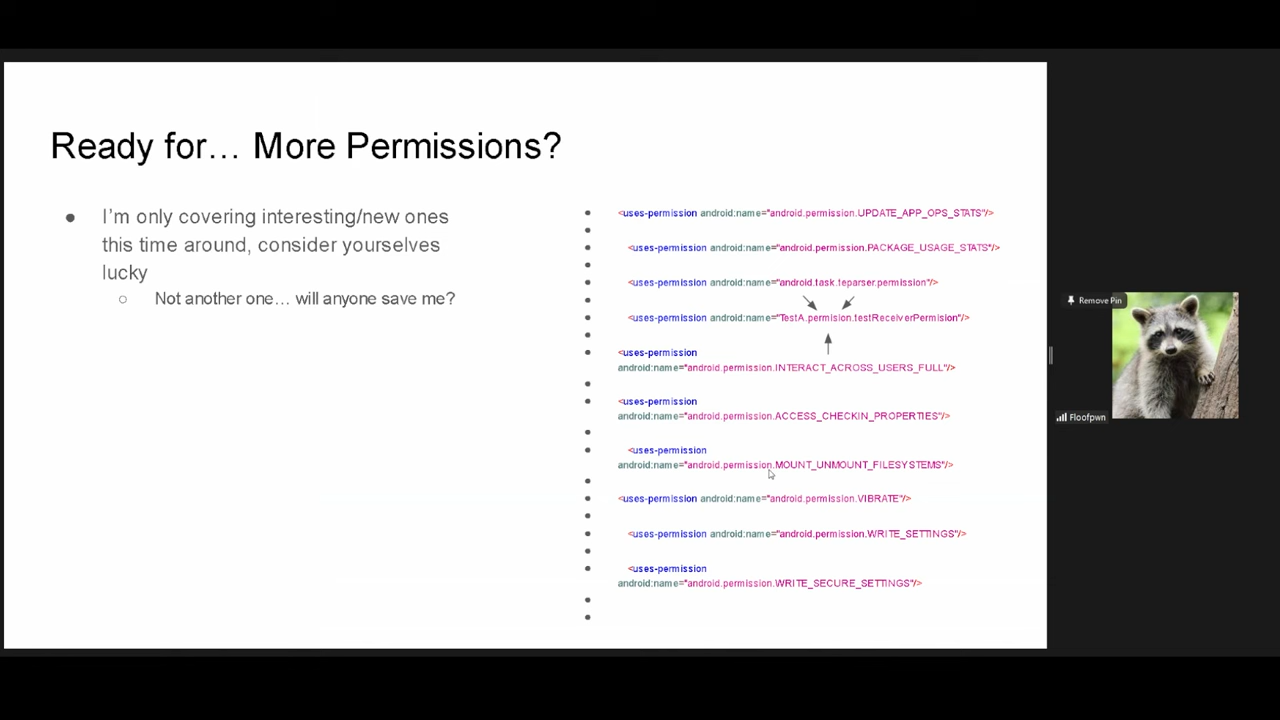 Ready for… More Permissions?
● I'm only covering interesting/new ones
this time around, consider yourselves
lucky
○ Not another one… will anyone save me?
<uses-permission android:name="android.permission.UPDATE_APP_OPS_STATS"/>
<uses-permission android:name="android.permission.PACKAGE_USAGE_STATS"/>
<uses-permission android:name="android.task.teparser.permission"/>
<uses-permission android:name="TestA.permision.testReceiverPermision"/>
<uses-permission
android:name="android.permission.INTERACT_ACROSS_USERS_FULL"/>
<uses-permission
android:name="android.permission.ACCESS_CHECKIN_PROPERTIES"/>
<uses-permission
android:name="android.permission.MOUNT_UNMOUNT_FILESYSTEMS"/>
<uses-permission android:name="android.permission.VIBRATE"/>
<uses-permission android:name="android.permission.WRITE_SETTINGS"/>
<uses-permission
android:name="android.permission.WRITE_SECURE_SETTINGS"/>
Remove Pin
Floofpwn